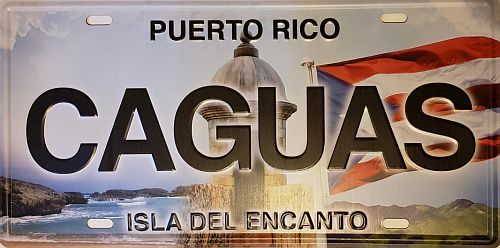 PUERTO RICO
CAGUAS
ISLA DEL ENCANTO